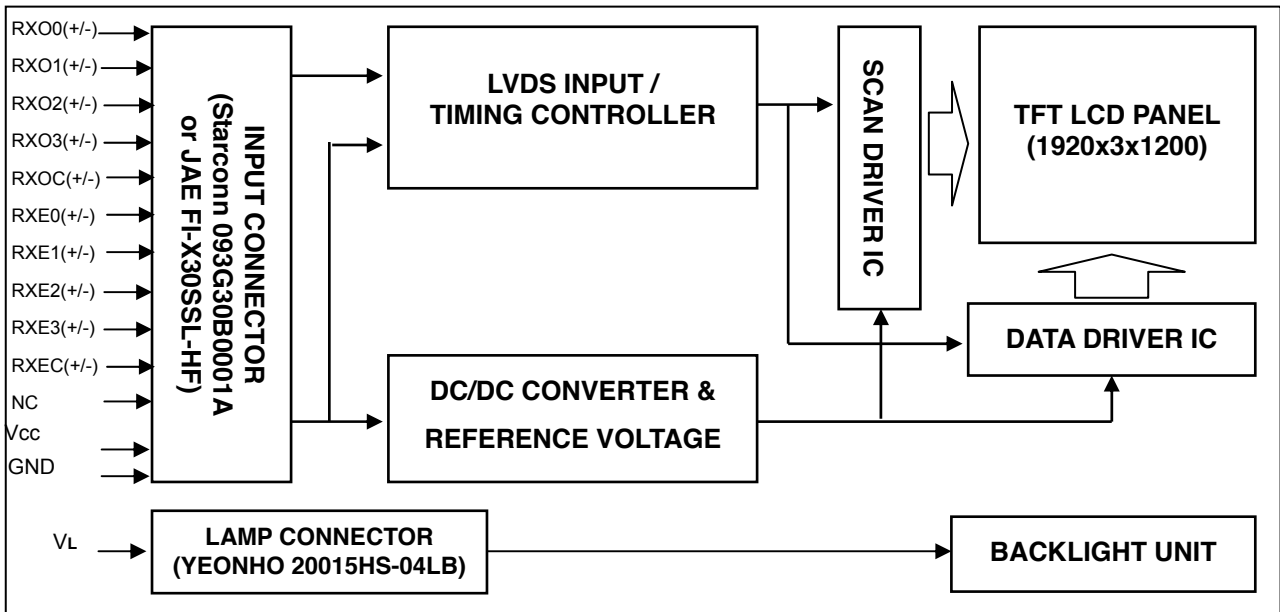 RXO0(+/-)
RXO1(+/-)
RXO2(+/-)
RXO3(+/-)
RXOC(+/-)
RXE0(+/-)
RXE1(+/-)
RXE2(+/-)
RXE3(+/-)
RXEC(+/-)
NC
Vcc
GND
INPUT CONNECTOR
(Starconn 093G30B0001A
or JAE FI-X30SSL-HF)
LVDS INPUT /
TIMING CONTROLLER
SCAN DRIVER IC
TFT LCD PANEL
(1920x3x1200)
DATA DRIVER IC
DC/DC CONVERTER &
REFERENCE VOLTAGE
VL
LAMP CONNECTOR
(YEONHO 20015HS-04LB)
BACKLIGHT UNIT